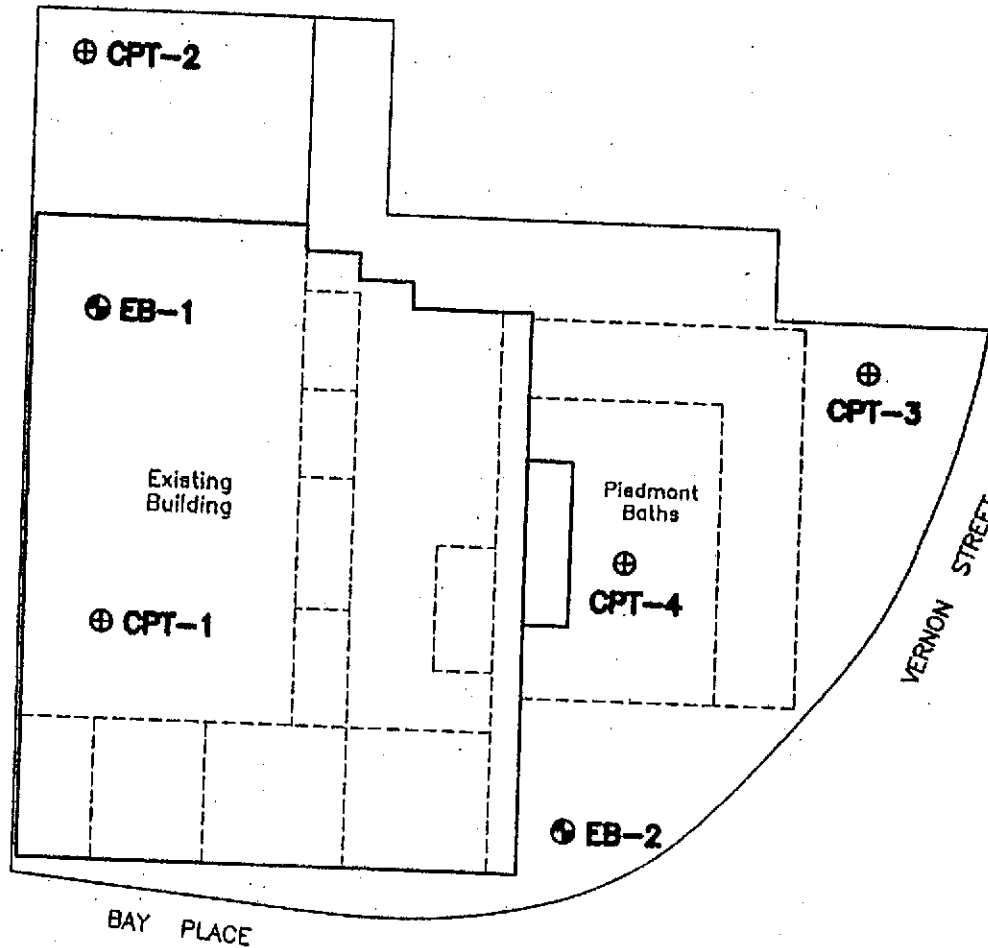 CPT-2
EB-1
CPT-3
Existing
Building
Piedmont
Baths
CPT-4
CPT-1
VERNON STREET
EB-2
BAY PLACE